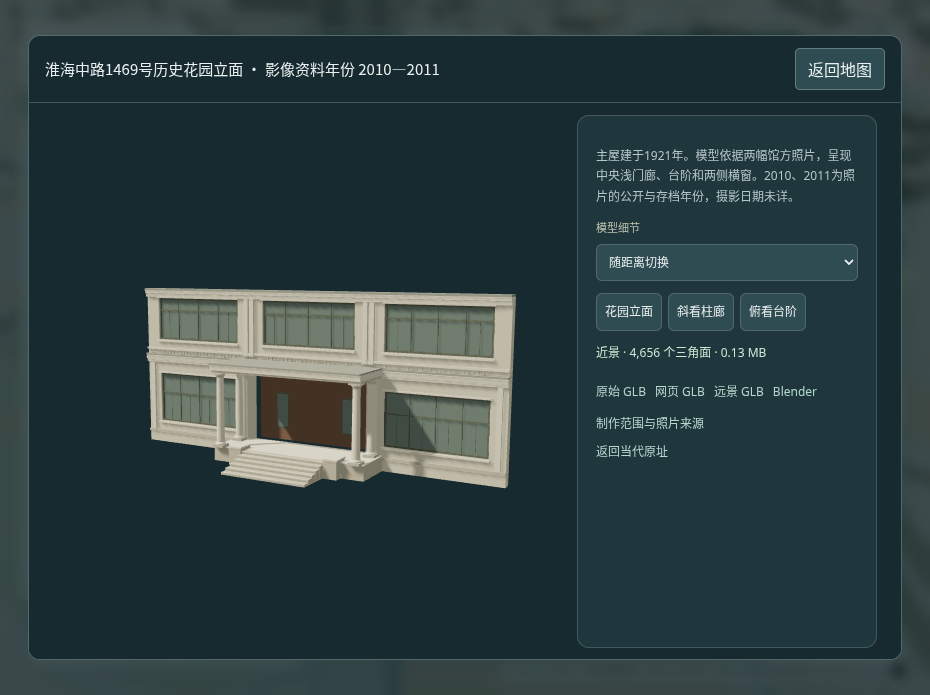 淮海中路1469号历史花园立面 · 影像资料年份 2010—2011
返回地图
主屋建于1921年。模型依据两幅馆方照片，呈现
中央浅门廊、台阶和两侧横窗。2010、2011为照
片的公开与存档年份，摄影日期未详。
模型细节
随距离切换
花园立面 斜看柱廊 俯看台阶
近景 · 4,656 个三角面 · 0.13 MB
原始 GLB 网页 GLB 远景 GLB Blender
制作范围与照片来源
返回当代原址